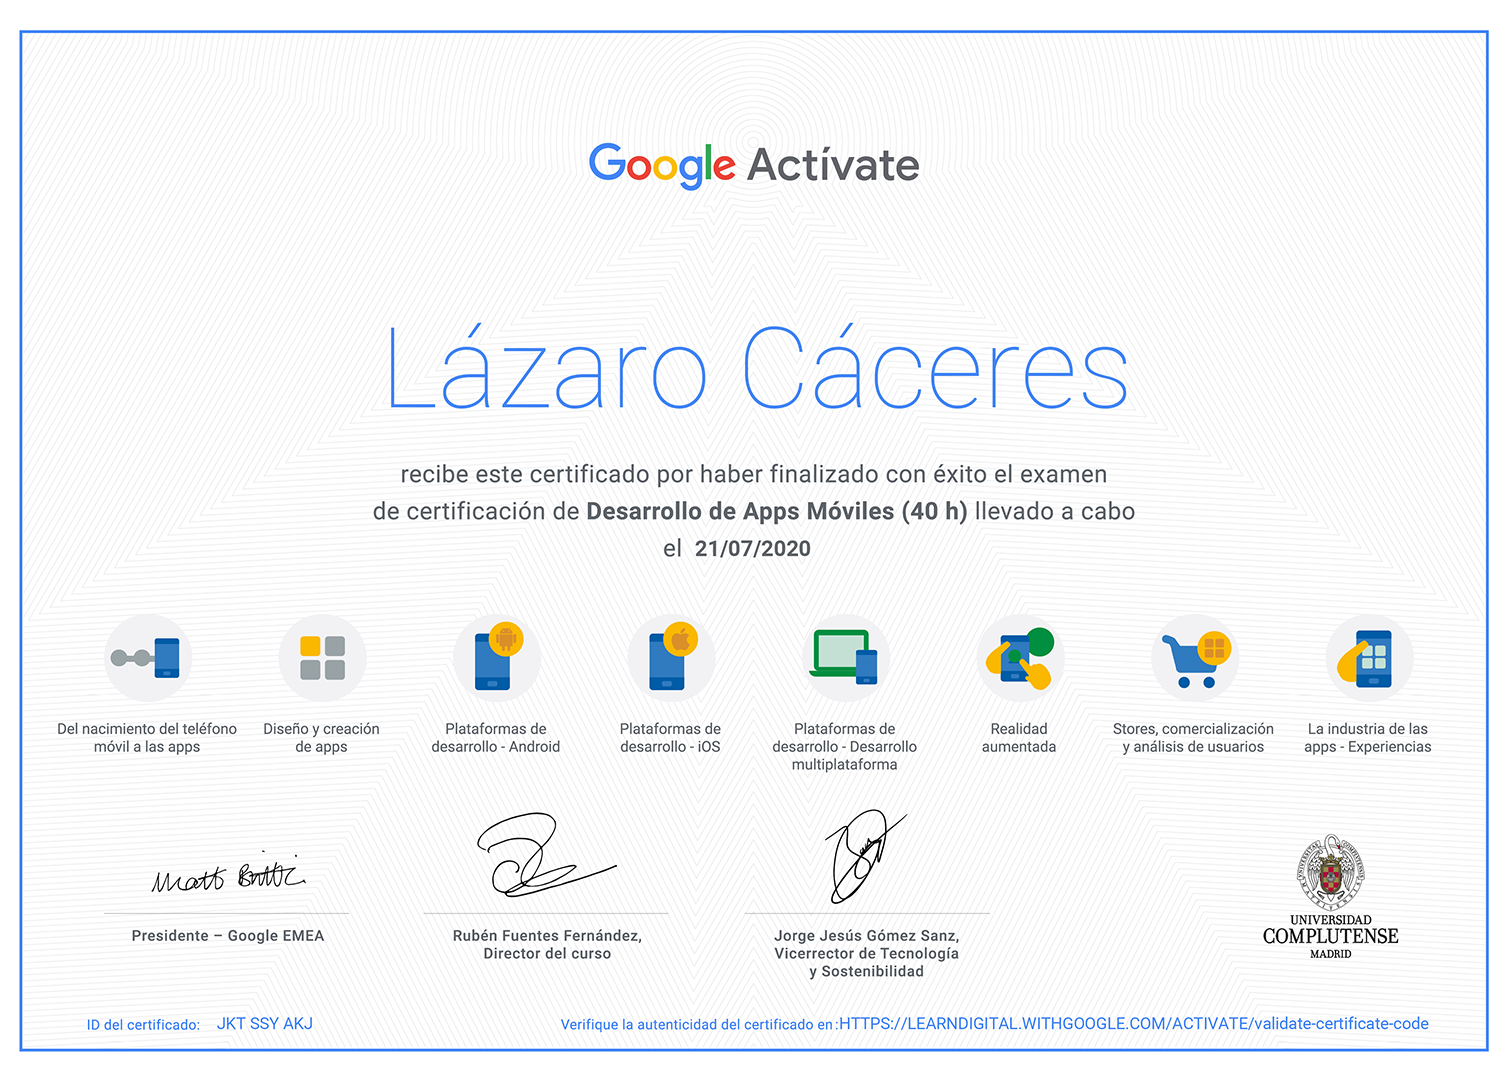 Google Actívate
Lázaro Cáceres
recibe este certificado por haber finalizado con éxito el examen
de certificación de Desarrollo de Apps Móviles (40 h) llevado a cabo
el 21/07/2020
Del nacimiento del teléfono
móvil a las apps
Diseño y creación
de apps
Plataformas de
desarrollo - Android
Plataformas de
desarrollo - iOS
Plataformas de
desarrollo - Desarrollo
multiplataforma
Realidad
aumentada
Stores, comercialización
y análisis de usuarios
La industria de las
apps - Experiencias
Matt Brittin
Presidente – Google EMEA
Rubén Fuentes Fernández,
Director del curso
Jorge Jesús Gómez Sanz,
Vicerrector de Tecnología
y Sostenibilidad
UNIVERSIDAD
COMPLUTENSE
MADRID
ID del certificado: JKT SSY AKJ
Verifique la autenticidad del certificado en:HTTPS://LEARNDIGITAL.WITHGOOGLE.COM/ACTIVATE/validate-certificate-code